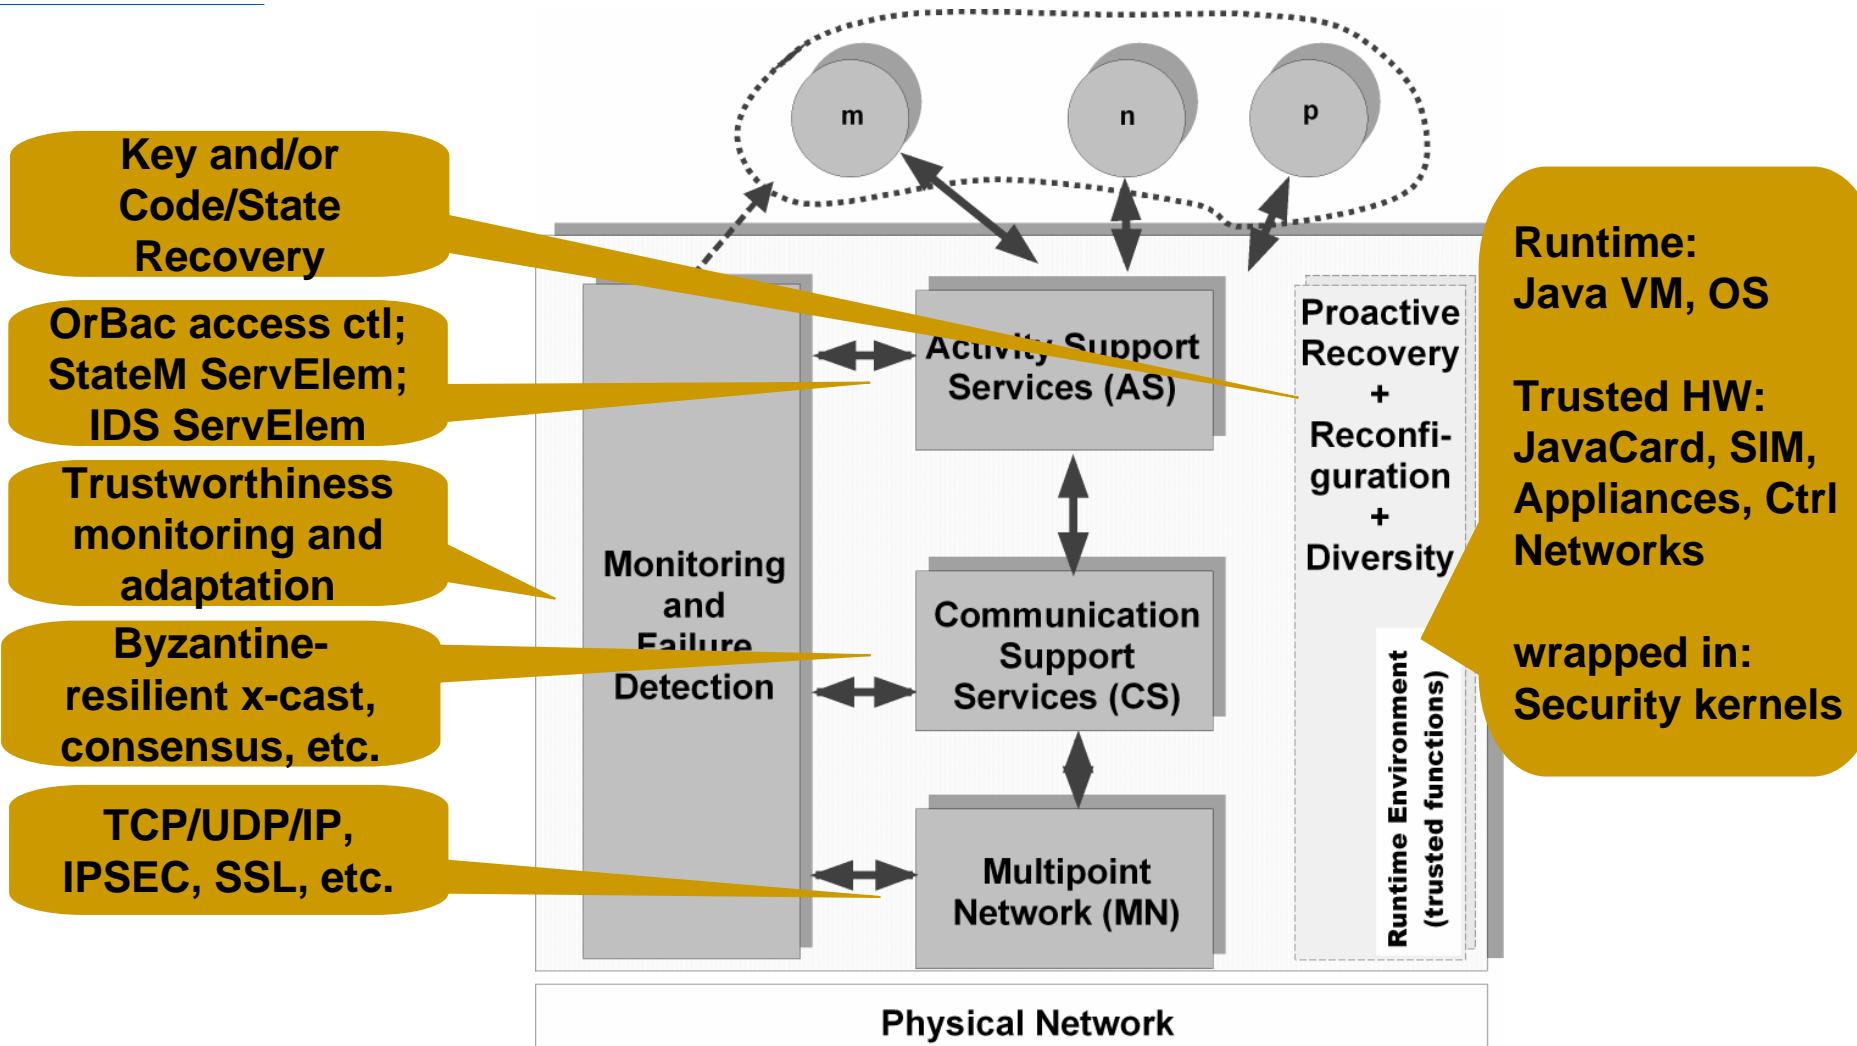 m
n
p
Key and/or
Code/State
Recovery
OrBac access ctl;
StateM ServElem;
IDS ServElem
Trustworthiness
monitoring and
adaptation
Byzantine-
resilient x-cast,
consensus, etc.
TCP/UDP/IP,
IPSEC, SSL, etc.
Monitoring
and
Failure
Detection
Activity Support
Services (AS)
Communication
Support
Services (CS)
Multipoint
Network (MN)
Proactive
Recovery
+
Reconfi-
guration
+
Diversity
Runtime Environment
(trusted functions)
Runtime:
Java VM, OS
Trusted HW:
JavaCard, SIM,
Appliances, Ctrl
Networks
wrapped in:
Security kernels
Physical Network